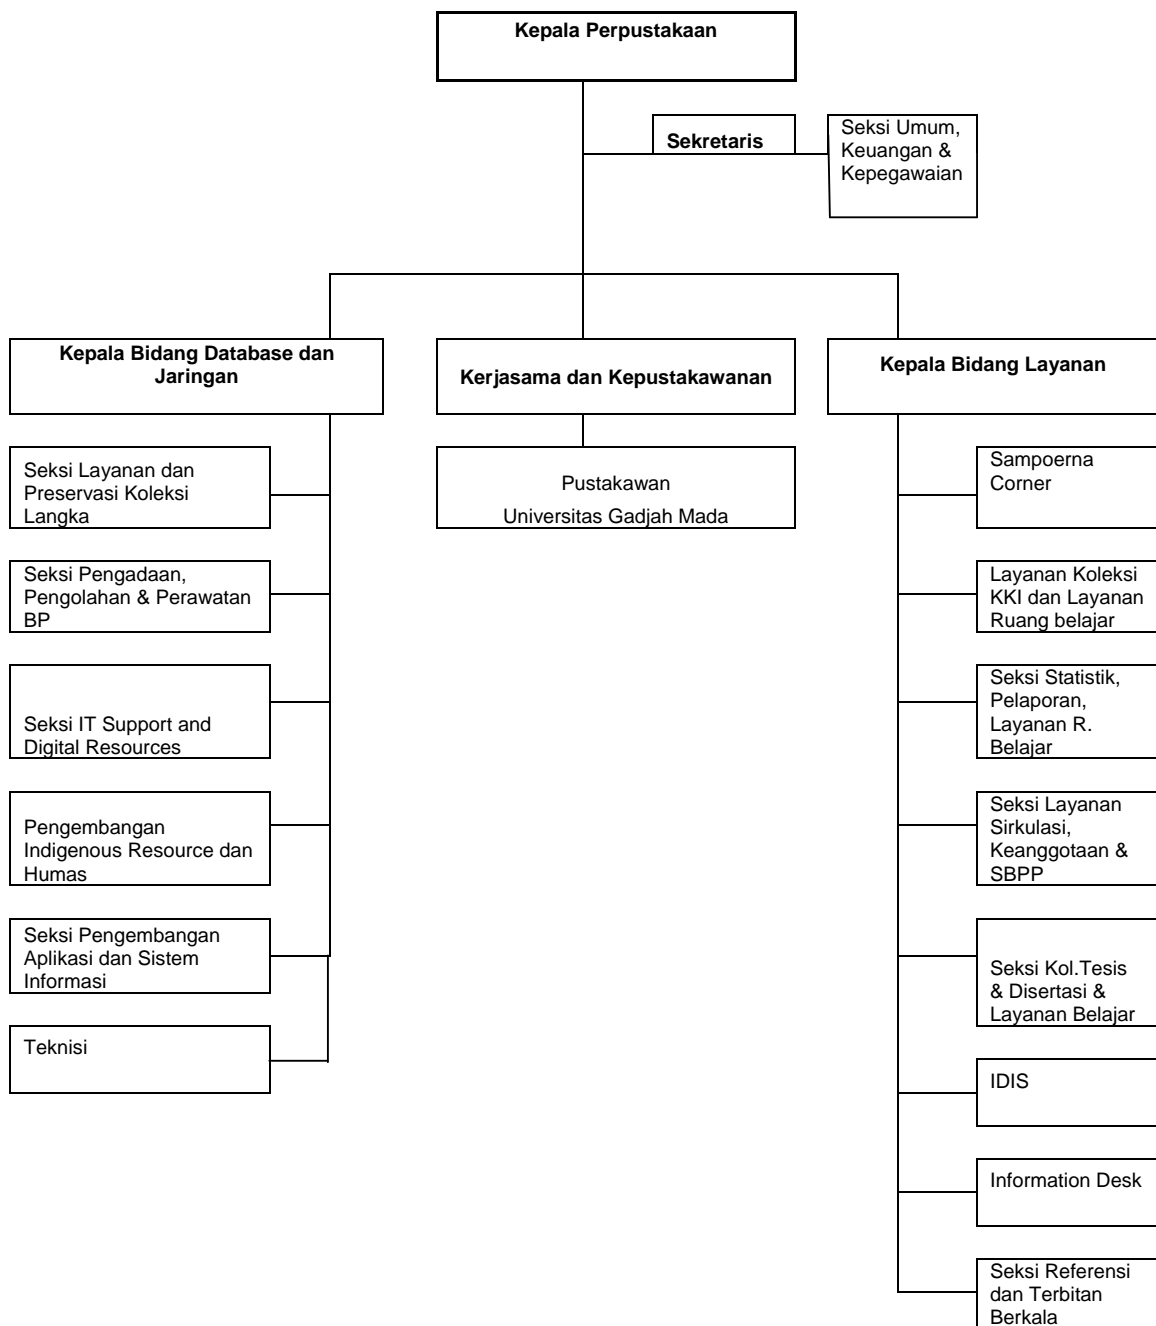 Kepala Perpustakaan
Sekretaris
Seksi Umum,
Keuangan &
Kepegawaian
Kepala Bidang Database dan
Jaringan
Kerjasama dan Kepustakawanan
Kepala Bidang Layanan
Seksi Layanan dan
Preservasi Koleksi
Langka
Seksi Pengadaan,
Pengolahan & Perawatan
BP
Seksi IT Support and
Digital Resources
Pengembangan
Indigenous Resource dan
Humas
Seksi Pengembangan
Aplikasi dan Sistem
Informasi
Teknisi
Pustakawan
Universitas Gadjah Mada
Sampoerna
Corner
Layanan Koleksi
KKI dan Layanan
Ruang belajar
Seksi Statistik,
Pelaporan,
Layanan R.
Belajar
Seksi Layanan
Sirkulasi,
Keanggotaan &
SBPP
Seksi Kol.Tesis
& Disertasi &
Layanan Belajar
IDIS
Information Desk
Seksi Referensi
dan Terbitan
Berkala